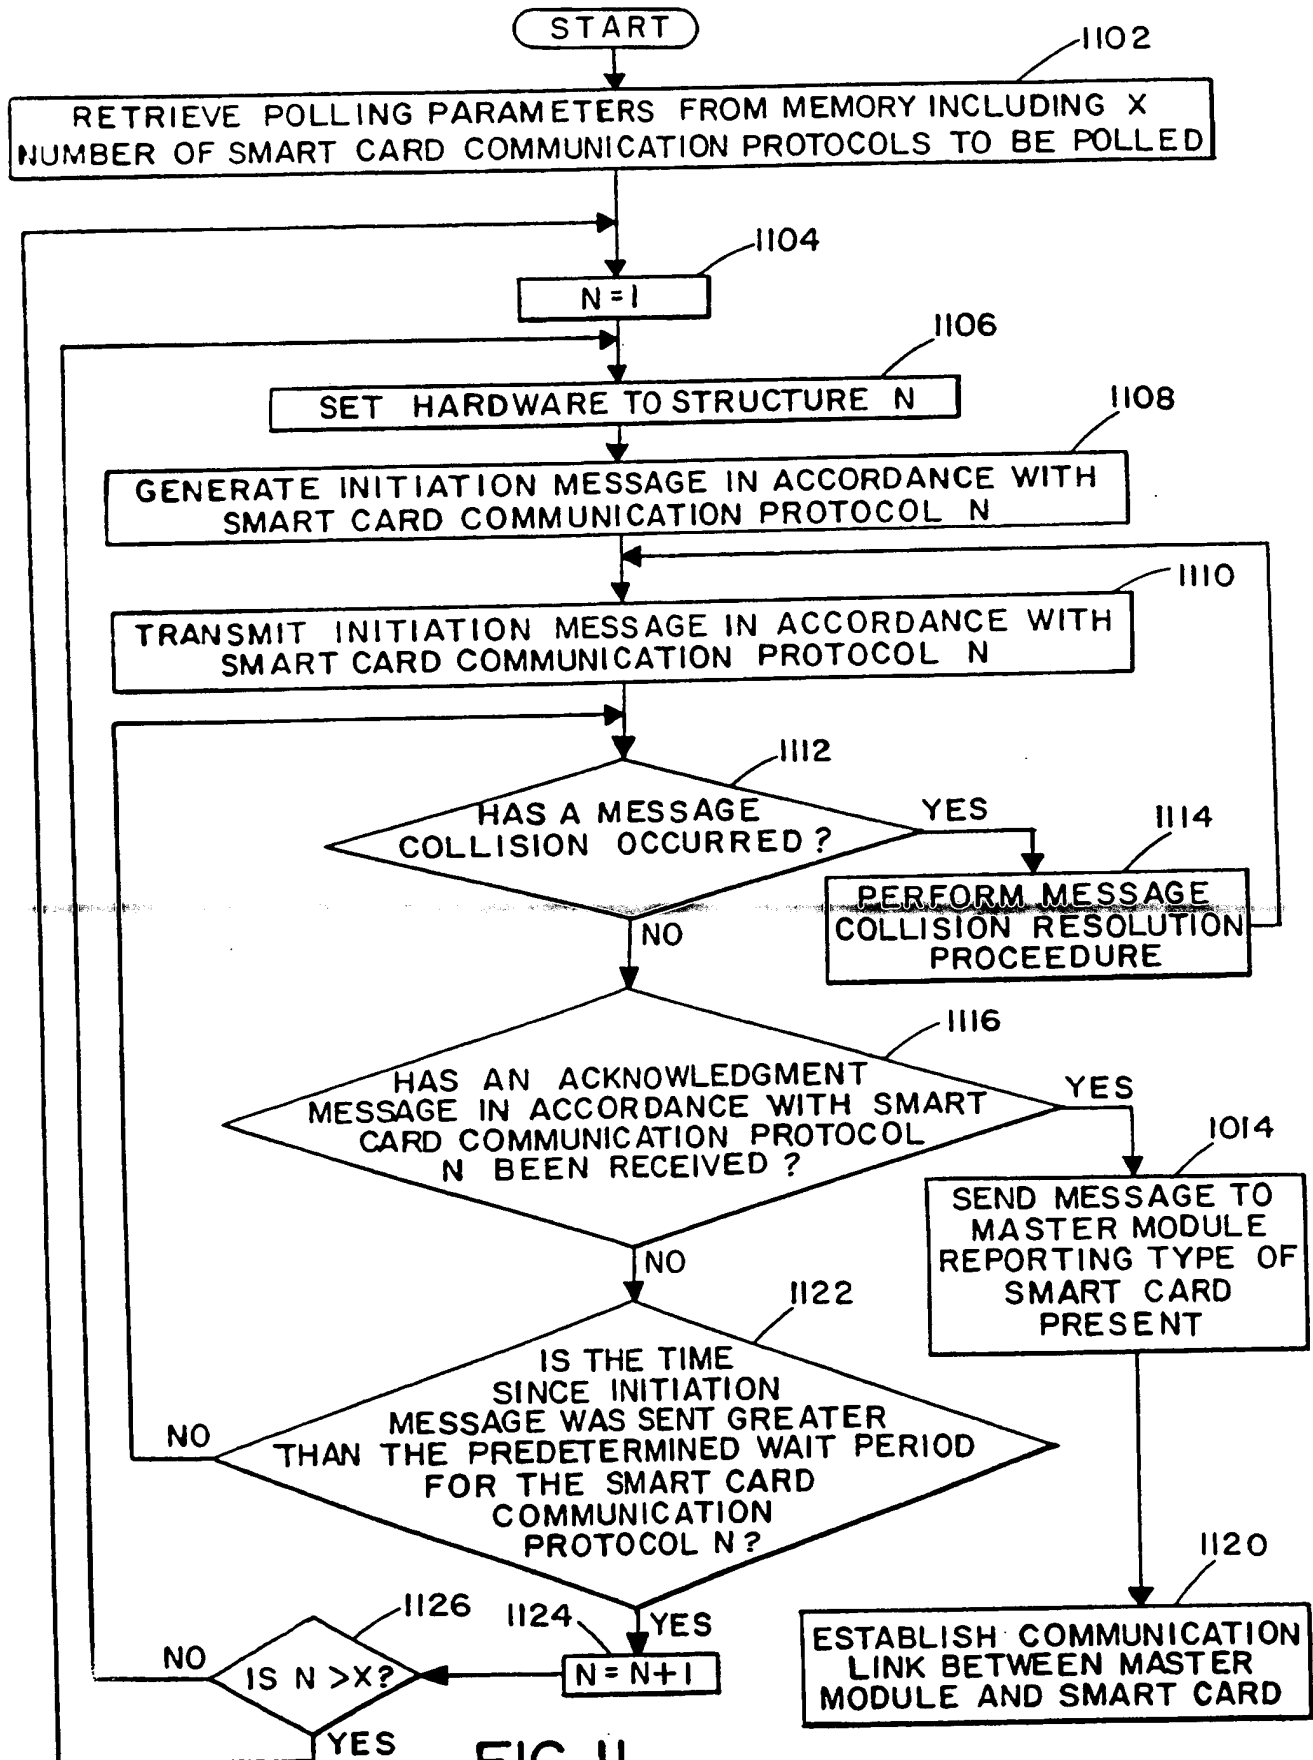 START
1102
RETRIEVE POLLING PARAMETERS FROM MEMORY INCLUDING X
NUMBER OF SMART CARD COMMUNICATION PROTOCOLS TO BE POLLED
1104
N=1
1106
SET HARDWARE TO STRUCTURE N
1108
GENERATE INITIATION MESSAGE IN ACCORDANCE WITH
SMART CARD COMMUNICATION PROTOCOL N
1110
TRANSMIT INITIATION MESSAGE IN ACCORDANCE WITH
SMART CARD COMMUNICATION PROTOCOL N
1112
HAS A MESSAGE
COLLISION OCCURRED?
YES
1114
PERFORM MESSAGE
COLLISION RESOLUTION
PROCEEDURE
NO
1116
HAS AN ACKNOWLEDGMENT
MESSAGE IN ACCORDANCE WITH SMART
CARD COMMUNICATION PROTOCOL
N BEEN RECEIVED?
YES
1014
SEND MESSAGE TO
MASTER MODULE
REPORTING TYPE OF
SMART CARD
PRESENT
NO
1122
IS THE TIME
SINCE INITIATION
MESSAGE WAS SENT GREATER
THAN THE PREDETERMINED WAIT PERIOD
FOR THE SMART CARD
COMMUNICATION
PROTOCOL N?
NO
YES
1120
ESTABLISH COMMUNICATION
LINK BETWEEN MASTER
MODULE AND SMART CARD
1124
N=N+1
1126
IS N>X?
NO
YES
FIG. 11